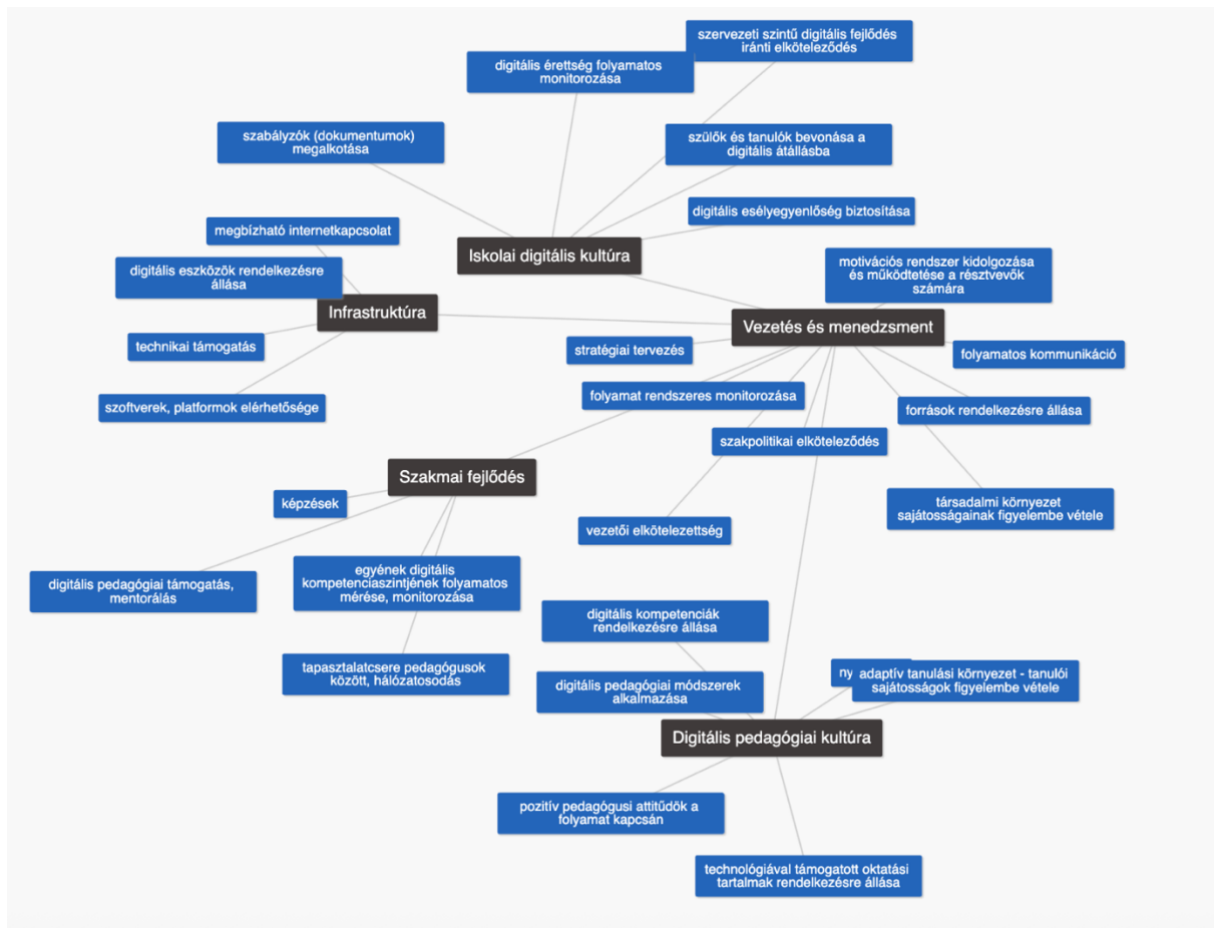 szervezeti szintű digitális fejlődés
iránti elköteleződés
digitális érettség folyamatos
monitorozása
szabályzók (dokumentumok)
megalkotása
szülők és tanulók bevonása a
digitális átállásba
digitális esélyegyenlőség biztosítása
megbízható internetkapcsolat
Iskolai digitális kultúra
digitális eszközök rendelkezésre
állása
motivációs rendszer kidolgozása
és működtetése a résztvevők
számára
Infrastruktúra
Vezetés és menedzsment
technikai támogatás
stratégiai tervezés
folyamatos kommunikáció
szoftverek, platformok elérhetősége
folyamat rendszeres monitorozása
források rendelkezésre állása
szakpolitikai elköteleződés
Szakmai fejlődés
képzések
társadalmi környezet
sajátosságainak figyelembe vétele
vezetői elkötelezettség
digitális pedagógiai támogatás,
mentorálás
egyének digitális
kompetenciaszintjének folyamatos
mérése, monitorozása
digitális kompetenciák
rendelkezésre állása
tapasztalatcsere pedagógusok
között, hálózatosodás
digitális pedagógiai módszerek
alkalmazása
adaptív tanulási környezet - tanulói
sajátosságok figyelembe vétele
Digitális pedagógiai kultúra
pozitív pedagógusi attitűdök a
folyamat kapcsán
technológiával támogatott oktatási
tartalmak rendelkezésre állása